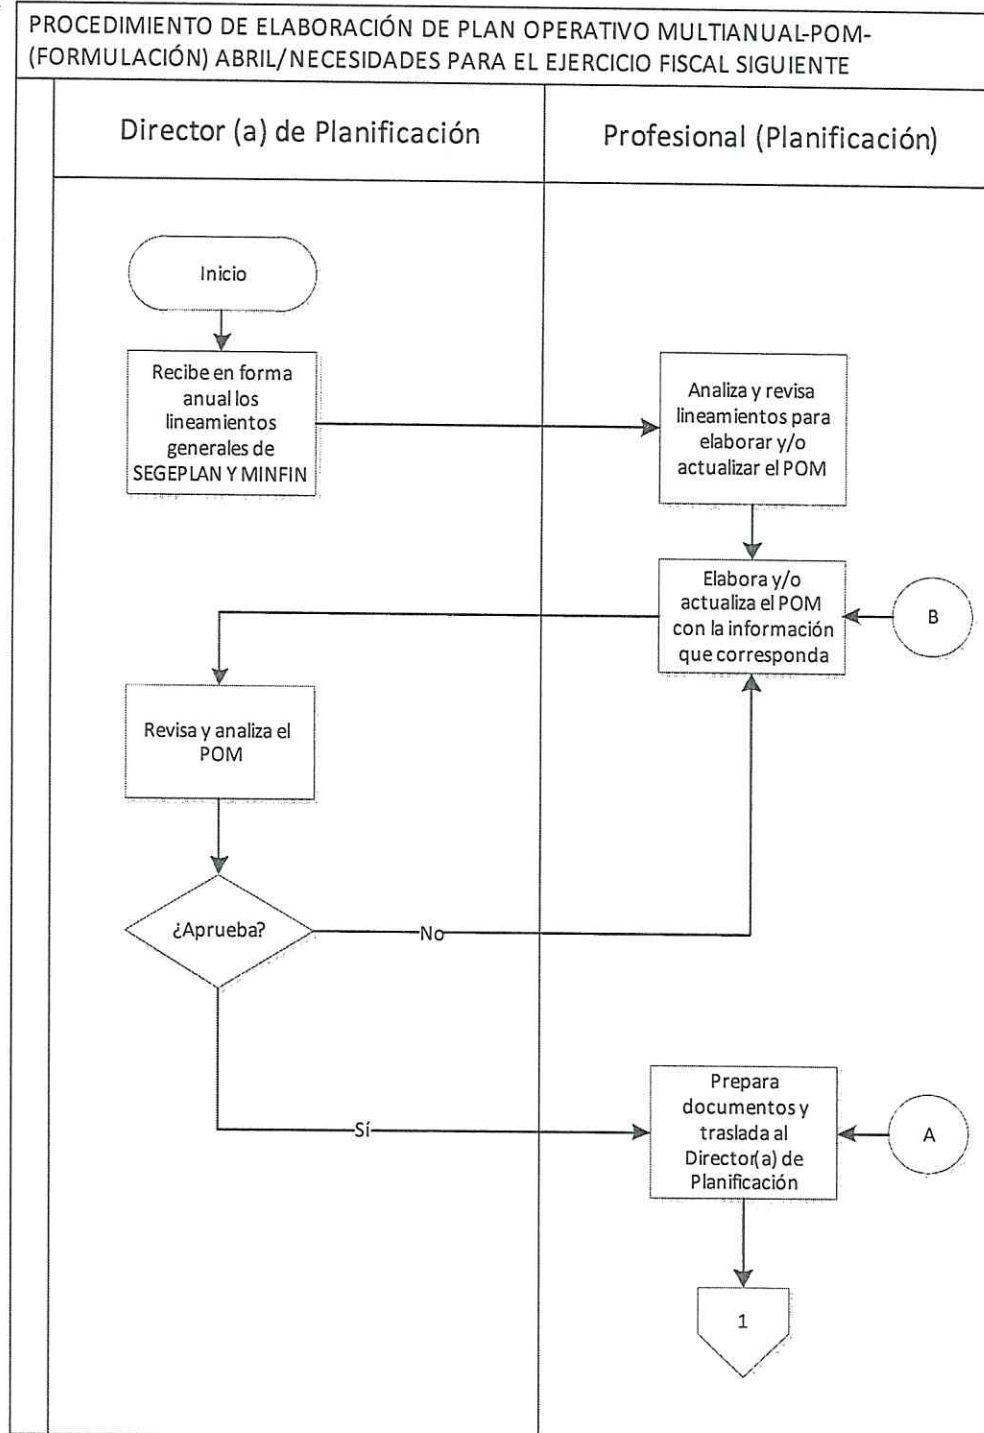 PROCEDIMIENTO DE ELABORACIÓN DE PLAN OPERATIVO MULTIANUAL-POM-
(FORMULACIÓN) ABRIL/NECESIDADES PARA EL EJERCICIO FISCAL SIGUIENTE
Director (a) de Planificación
Profesional (Planificación)
Inicio
Recibe en forma
anual los
lineamientos
generales de
SEGEPLAN Y MINFIN
Analiza y revisa
lineamientos para
elaborar y/o
actualizar el POM
Elabora y/o
actualiza el POM
con la información
que corresponda
B
Revisa y analiza el
POM
¿Aprueba?
No
Sí
Prepara
documentos y
traslada al
Director(a) de
Planificación
A
1